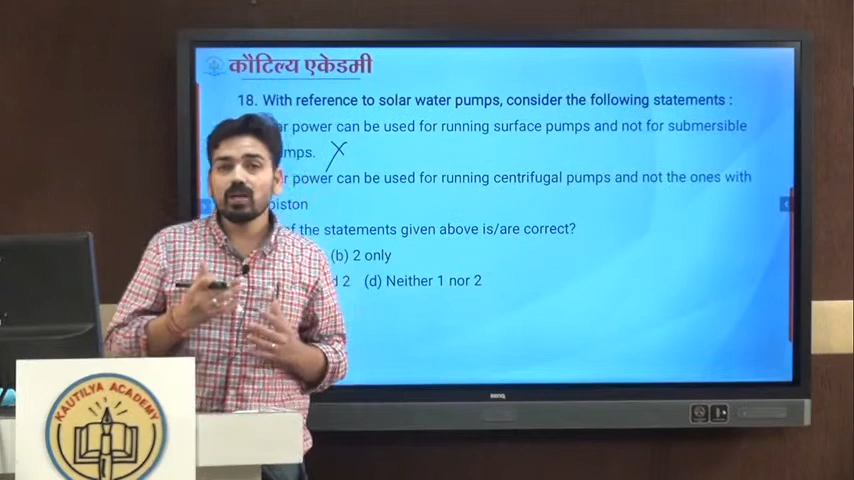 कौटिल्य एकेडमी
18. With reference to solar water pumps, consider the following statements :
power can be used for running surface pumps and not for submersible
power can be used for running centrifugal pumps and not the ones with
piston
of the statements given above is/are correct?
(b) 2 only
2 (d) Neither 1 nor 2
BENQ
KAUTILYA ACADEMY